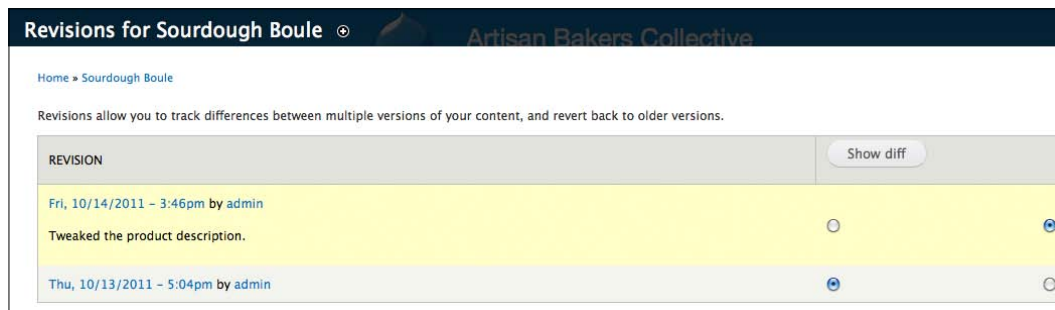 Revisions for Sourdough Boule
Artisan Bakers Collective
Home » Sourdough Boule
Revisions allow you to track differences between multiple versions of your content, and revert back to older versions.
REVISION
Show diff
Fri, 10/14/2011 – 3:46pm by admin
Tweaked the product description.
Thu, 10/13/2011 – 5:04pm by admin